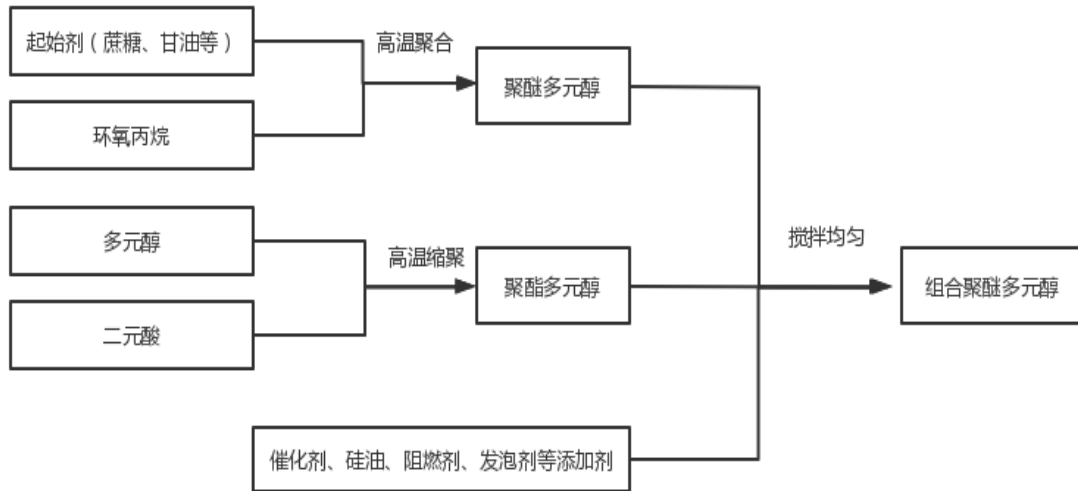 起始剂（蔗糖、甘油等）
高温聚合
聚醚多元醇
环氧丙烷
多元醇
高温缩聚
聚酯多元醇
搅拌均匀
组合聚醚多元醇
二元酸
催化剂、硅油、阻燃剂、发泡剂等添加剂